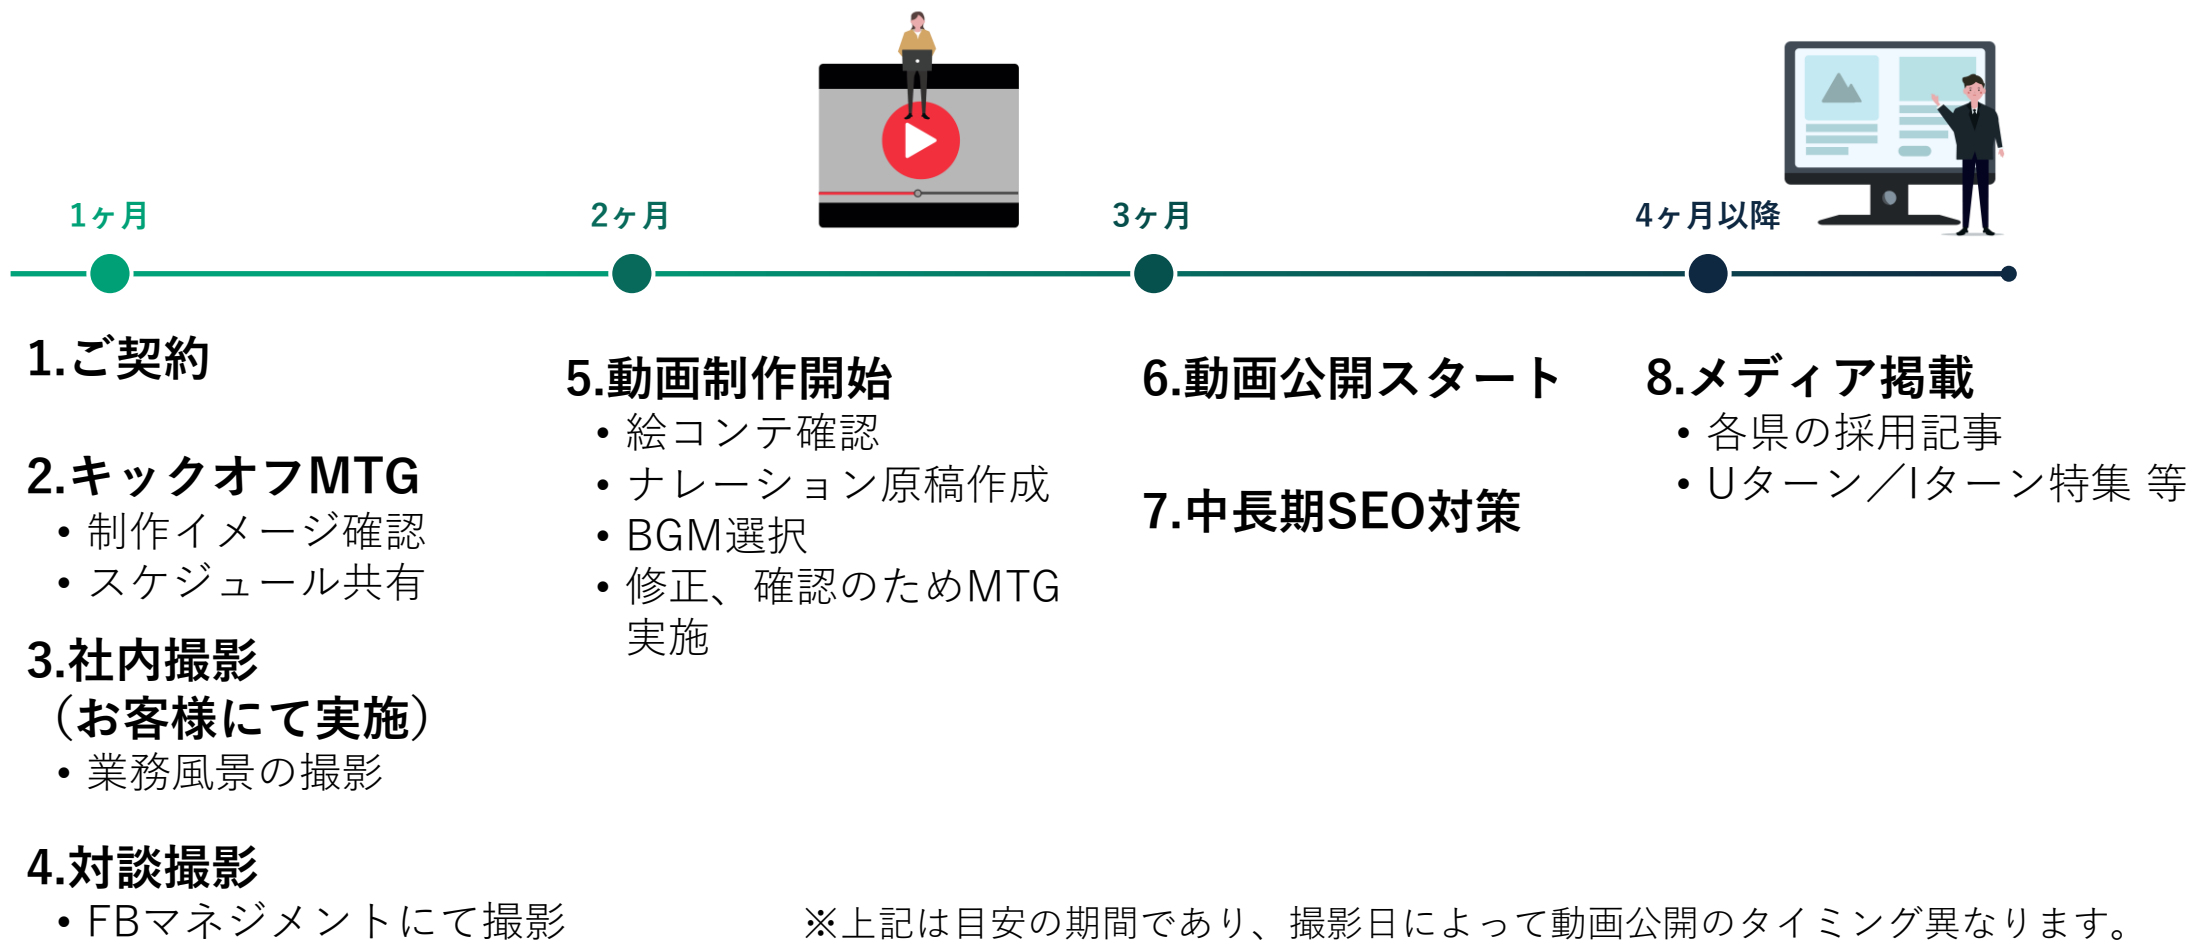 1ヶ月
2ヶ月
3ヶ月
4ヶ月以降
1.ご契約
2.キックオフMTG
• 制作イメージ確認
• スケジュール共有
3.社内撮影
（お客様にて実施）
• 業務風景の撮影
4.対談撮影
• FBマネジメントにて撮影
5.動画制作開始
• 絵コンテ確認
• ナレーション原稿作成
• BGM選択
• 修正、確認のためMTG
実施
6.動画公開スタート
7.中長期SEO対策
8.メディア掲載
• 各県の採用記事
• Uターン／Iターン特集 等
※上記は目安の期間であり、撮影日によって動画公開のタイミング異なります。